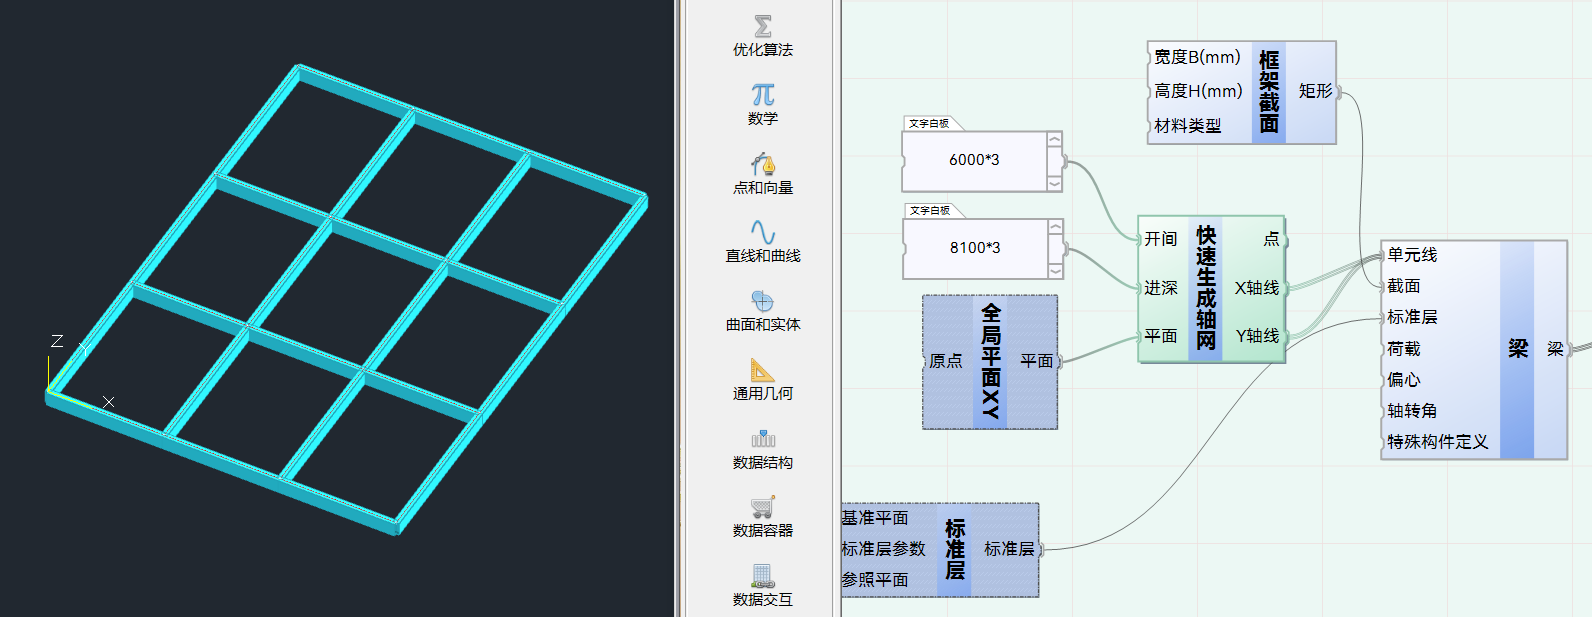 Z
Y
X
优化算法
数学
点和向量
直线和曲线
曲面和实体
通用几何
数据结构
数据容器
数据交互
宽度B(mm)
高度H(mm)
材料类型
框架截面
矩形
文字白板
6000*3
文字白板
8100*3
开间
进深
平面
快速生成轴网
点
X轴线
Y轴线
原点
全局平面XY
平面
单元线
截面
标准层
荷载
偏心
轴转角
特殊构件定义
梁
梁
基准平面
标准层参数
参照平面
标准层
标准层